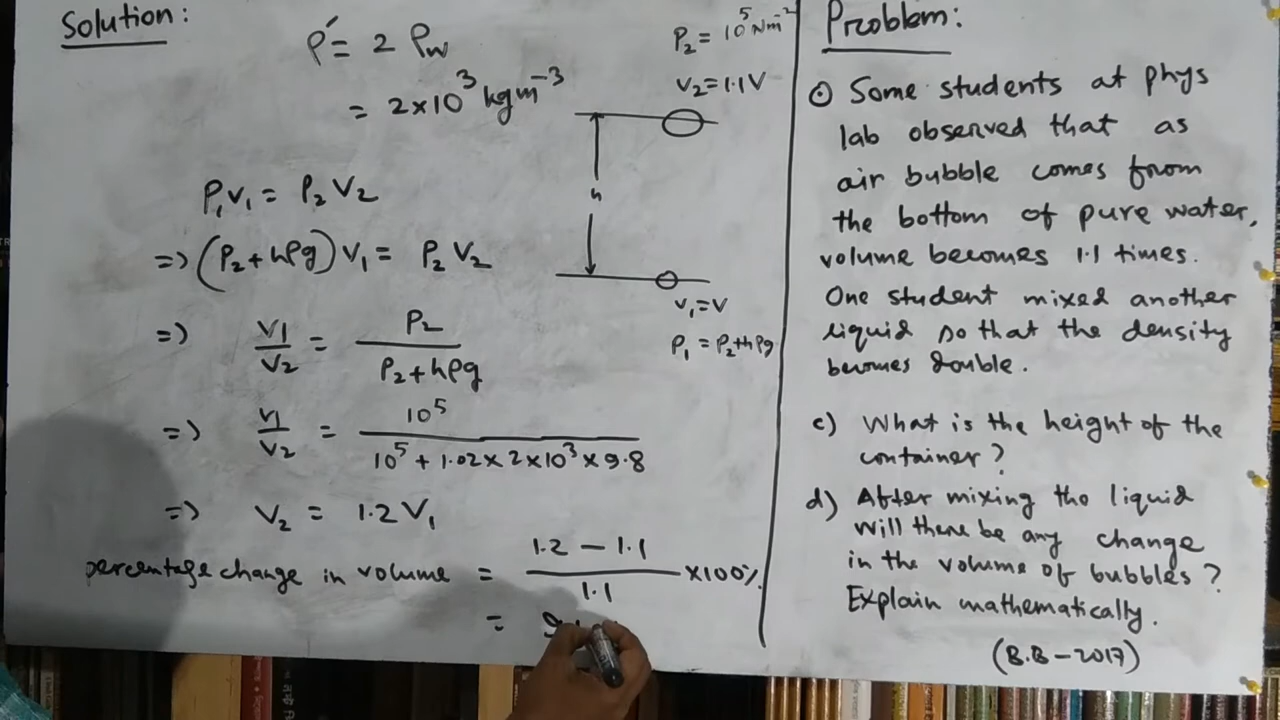 Solution:
ρ′ = 2 ρw
= 2×10³ kgm⁻³
P₂ = 10⁵ Nm⁻²
V₂ = 1.1V
h
V₁ = V
P₁ = P₂+hρg
P₁V₁ = P₂V₂
=> (P₂+hρg)V₁ = P₂V₂
=> V₁/V₂ = P₂/(P₂+hρg)
=> V₁/V₂ = 10⁵/(10⁵+1.02×2×10³×9.8)
=> V₂ = 1.2V₁
percentage change in volume = (1.2 − 1.1)/1.1 ×100%
=
Problem:
⊙ Some students at phys
lab observed that as
air bubble comes from
the bottom of pure water,
volume becomes 1.1 times.
One student mixed another
liquid so that the density
becomes double.
c) What is the height of the
container?
d) After mixing the liquid
will there be any change
in the volume of bubbles?
Explain mathematically.
(B.B-2017)